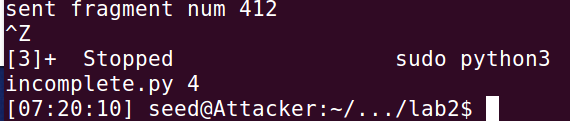 sent fragment num 412
^Z
[3]+  Stopped                 sudo python3
incomplete.py 4
[07:20:10] seed@Attacker:~/.../lab2$